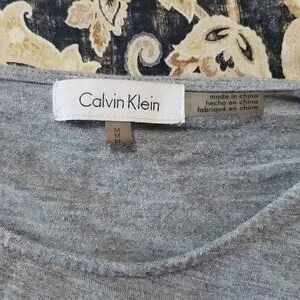 Calvin Klein
M
M
M
made in china
hecho en china
fabriqué en chine